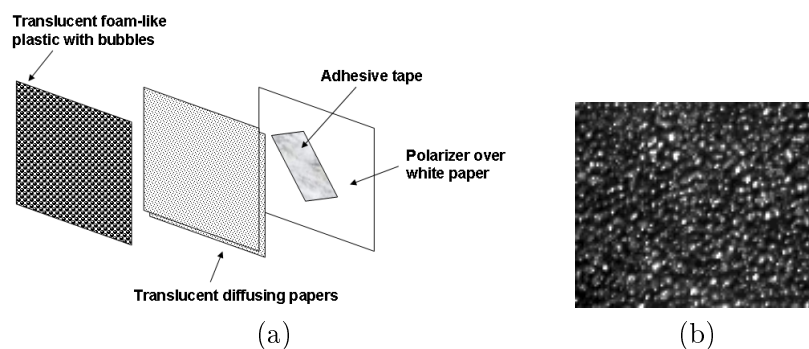 Translucent foam-like
plastic with bubbles
Adhesive tape
Polarizer over
white paper
Translucent diffusing papers
(a)
(b)